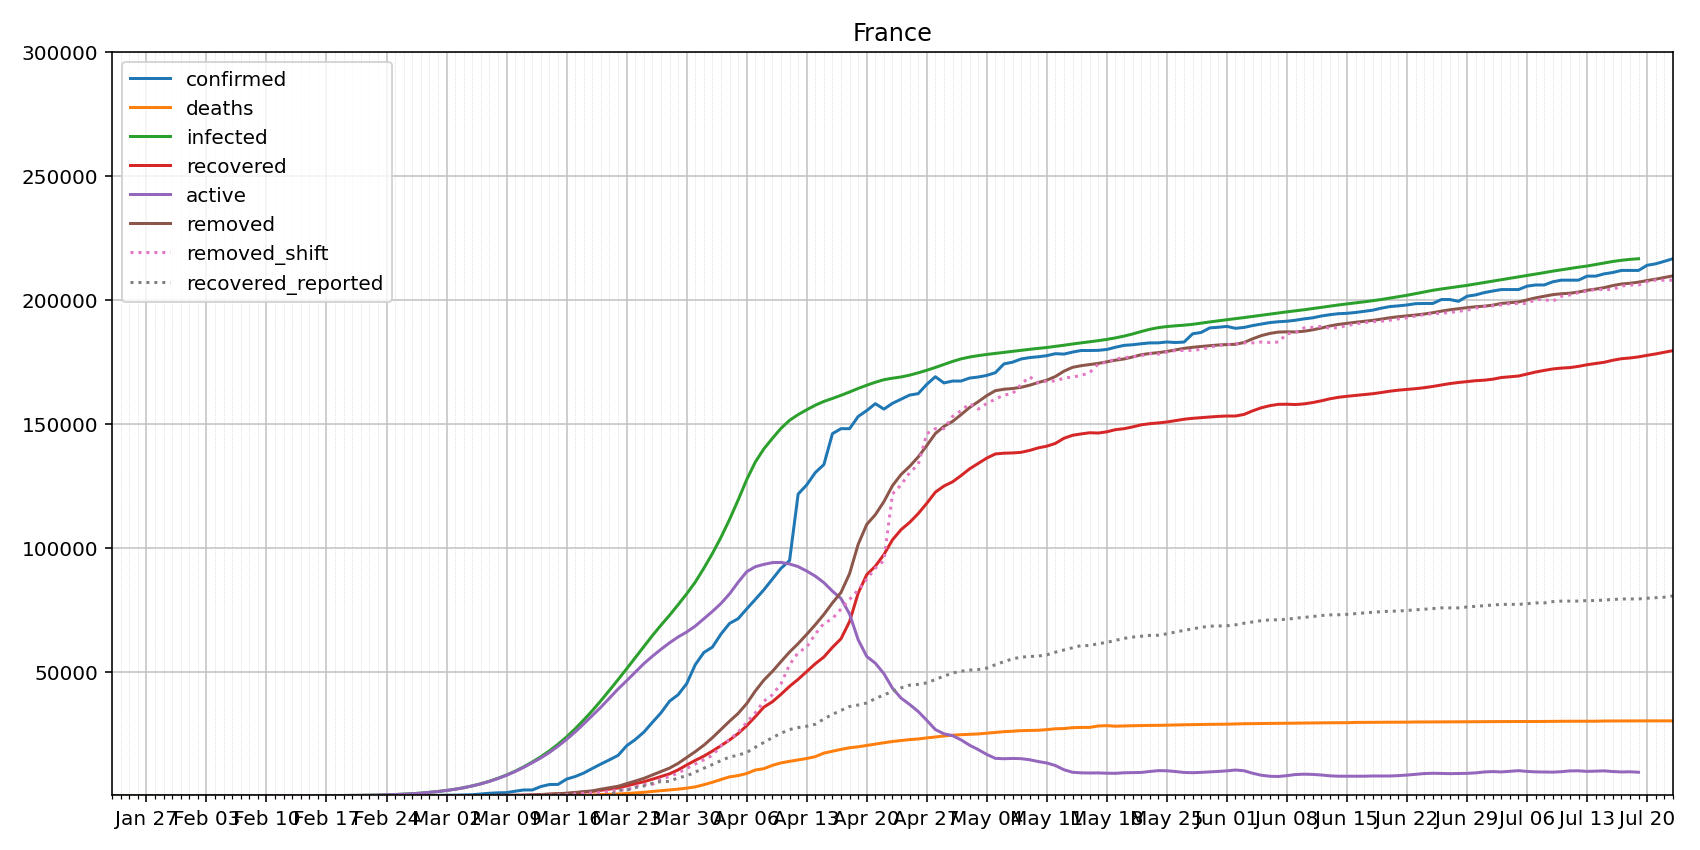 France
300000
250000
200000
150000
100000
50000
confirmed
deaths
infected
recovered
active
removed
removed_shift
recovered_reported
Jan 27 Feb 03 Feb 10 Feb 17 Feb 24 Mar 02 Mar 09 Mar 16 Mar 23 Mar 30 Apr 06 Apr 13 Apr 20 Apr 27 May 04 May 11 May 18 May 25 Jun 01 Jun 08 Jun 15 Jun 22 Jun 29 Jul 06 Jul 13 Jul 20